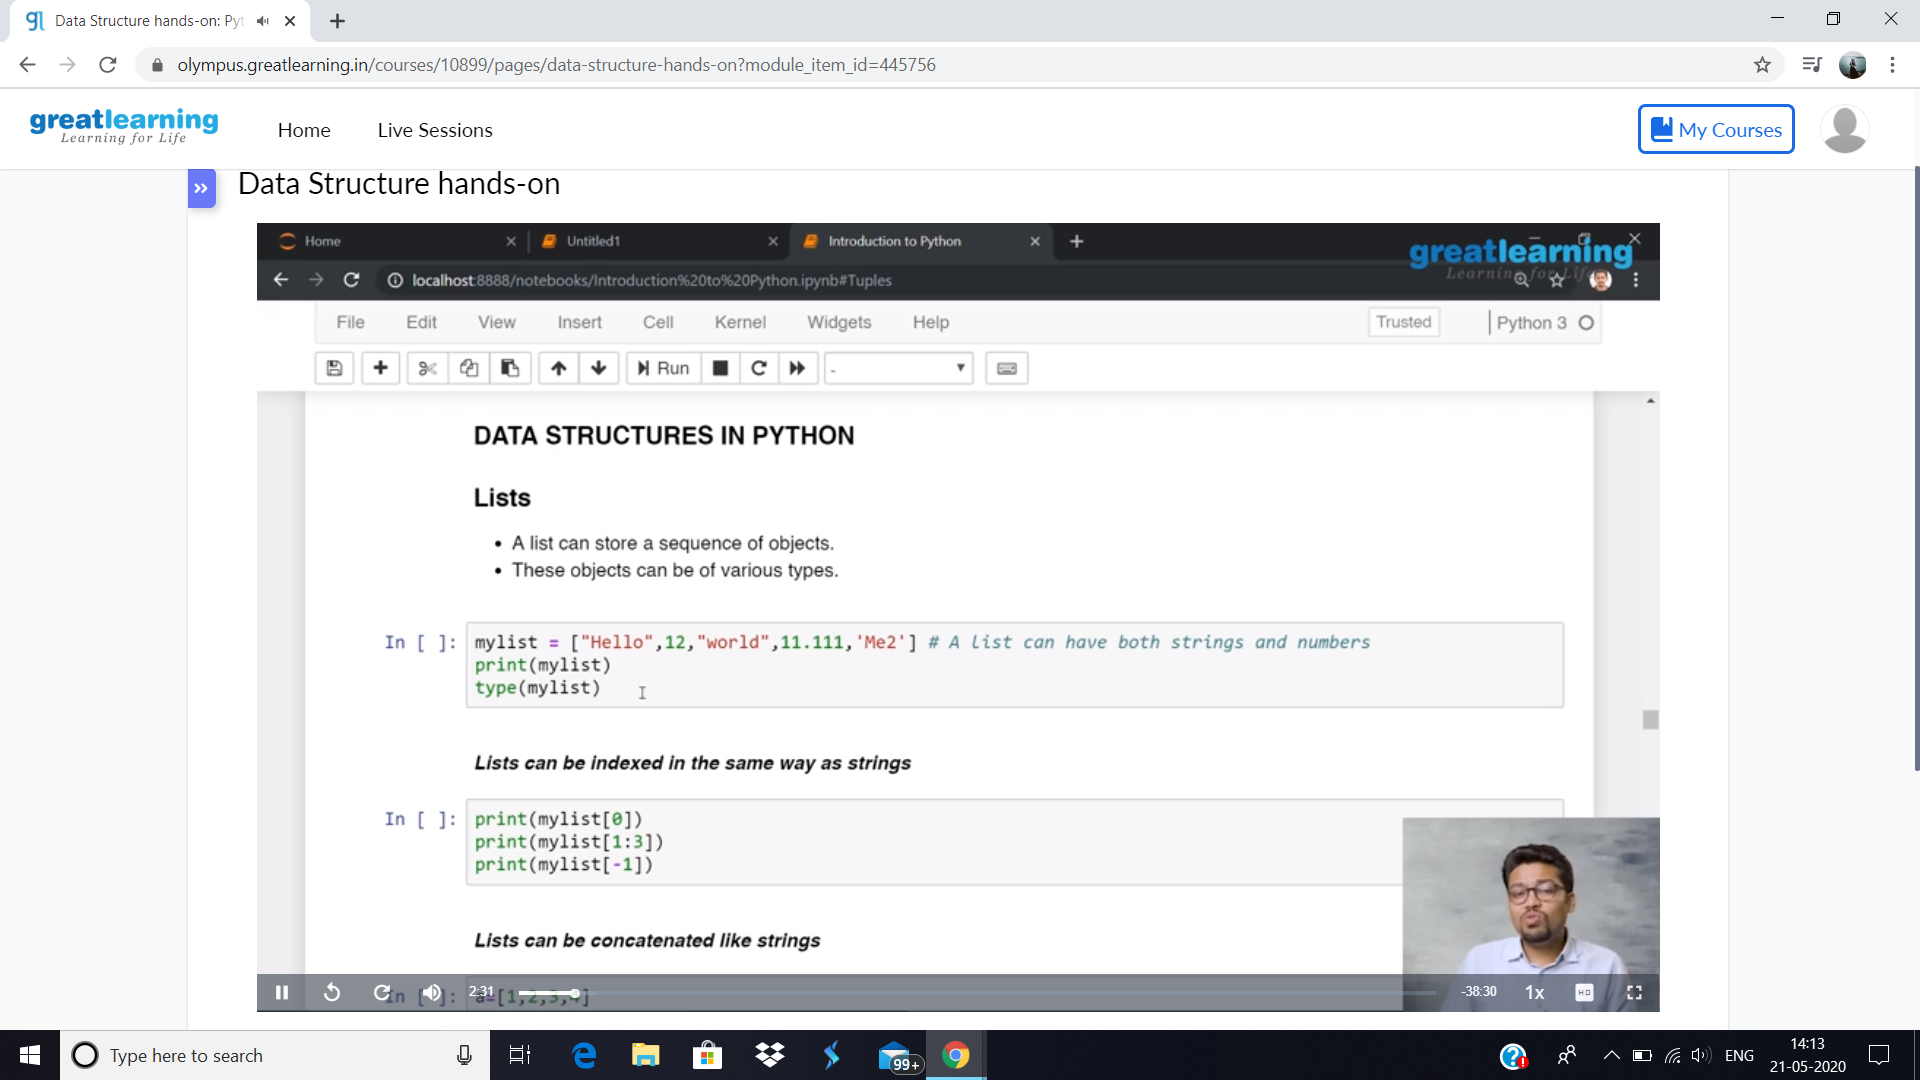 Data Structure hands-on: Pyt
olympus.greatlearning.in/courses/10899/pages/data-structure-hands-on?module_item_id=445756
greatlearning
Learning for Life
Home
Live Sessions
My Courses
Data Structure hands-on
Home
Untitled1
Introduction to Python
greatlearning
Learning for Life
localhost:8888/notebooks/Introduction%20to%20Python.ipynb#Tuples
File Edit View Insert Cell Kernel Widgets Help
Trusted
Python 3
Run
-
DATA STRUCTURES IN PYTHON
Lists
• A list can store a sequence of objects.
• These objects can be of various types.
In [ ]: mylist = ["Hello",12,"world",11.111,'Me2'] # A list can have both strings and numbers
print(mylist)
type(mylist)
Lists can be indexed in the same way as strings
In [ ]: print(mylist[0])
print(mylist[1:3])
print(mylist[-1])
Lists can be concatenated like strings
In [ ]: a=[1,2,3,4]
2:31
-38:30
1x
HD
Type here to search
99+
ENG
14:13
21-05-2020